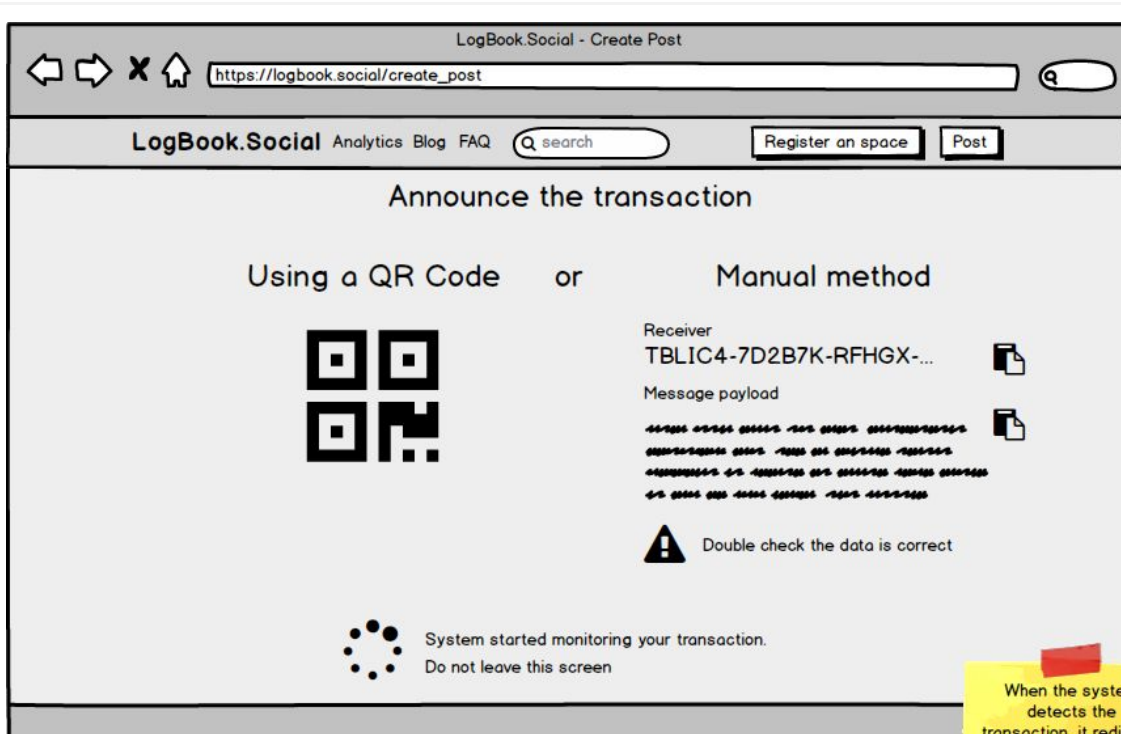 LogBook.Social - Create Post
https://logbook.social/create_post
LogBook.Social Analytics Blog FAQ search Register an space Post
Announce the transaction
Using a QR Code or Manual method
Receiver
TBLIC4-7D2B7K-RFHGX-...
Message payload
Double check the data is correct
System started monitoring your transaction.
Do not leave this screen
When the
detects the
transaction, it